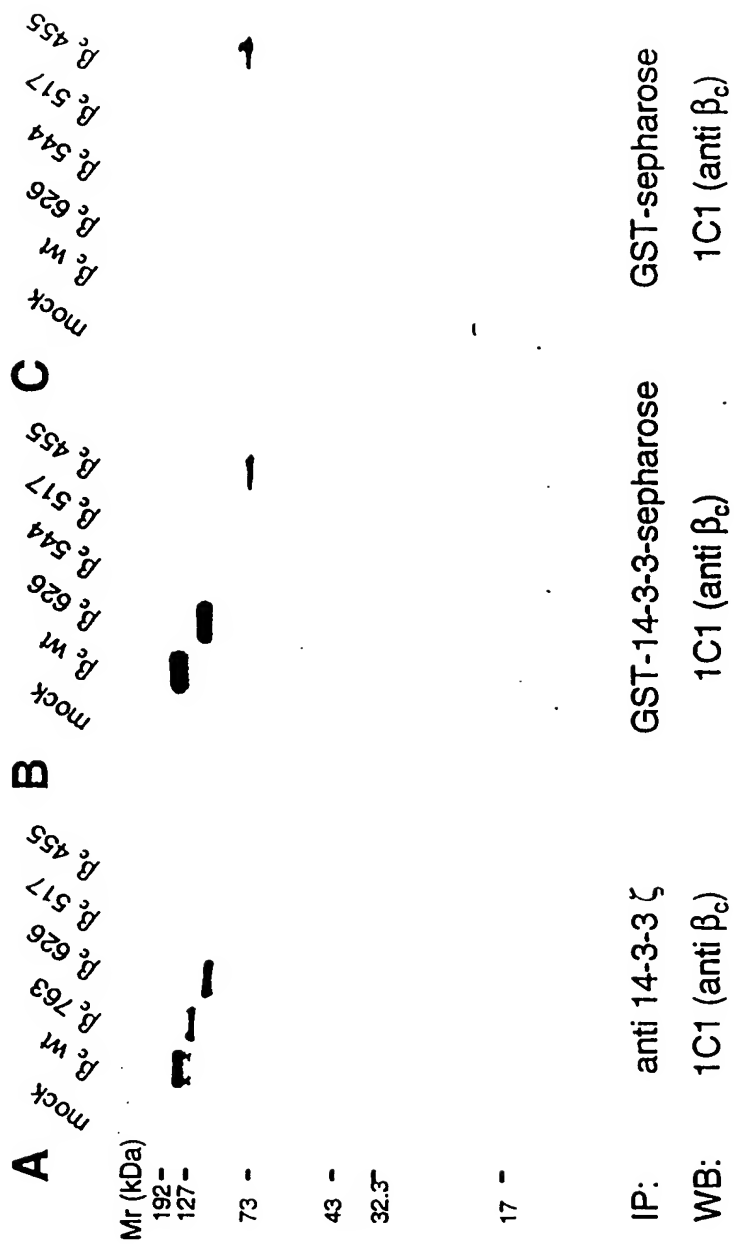 A
mock
βc wt
βc 763
βc 626
βc 517
βc 455
B
mock
βc wt
βc 626
βc 544
βc 517
βc 455
C
mock
βc wt
βc 626
βc 544
βc 517
βc 455
Mr (kDa)
192
127
73
43
32.3
17
IP: anti 14-3-3 ζ GST-14-3-3-sepharose GST-sepharose
WB: 1C1 (anti βc) 1C1 (anti βc) 1C1 (anti βc)